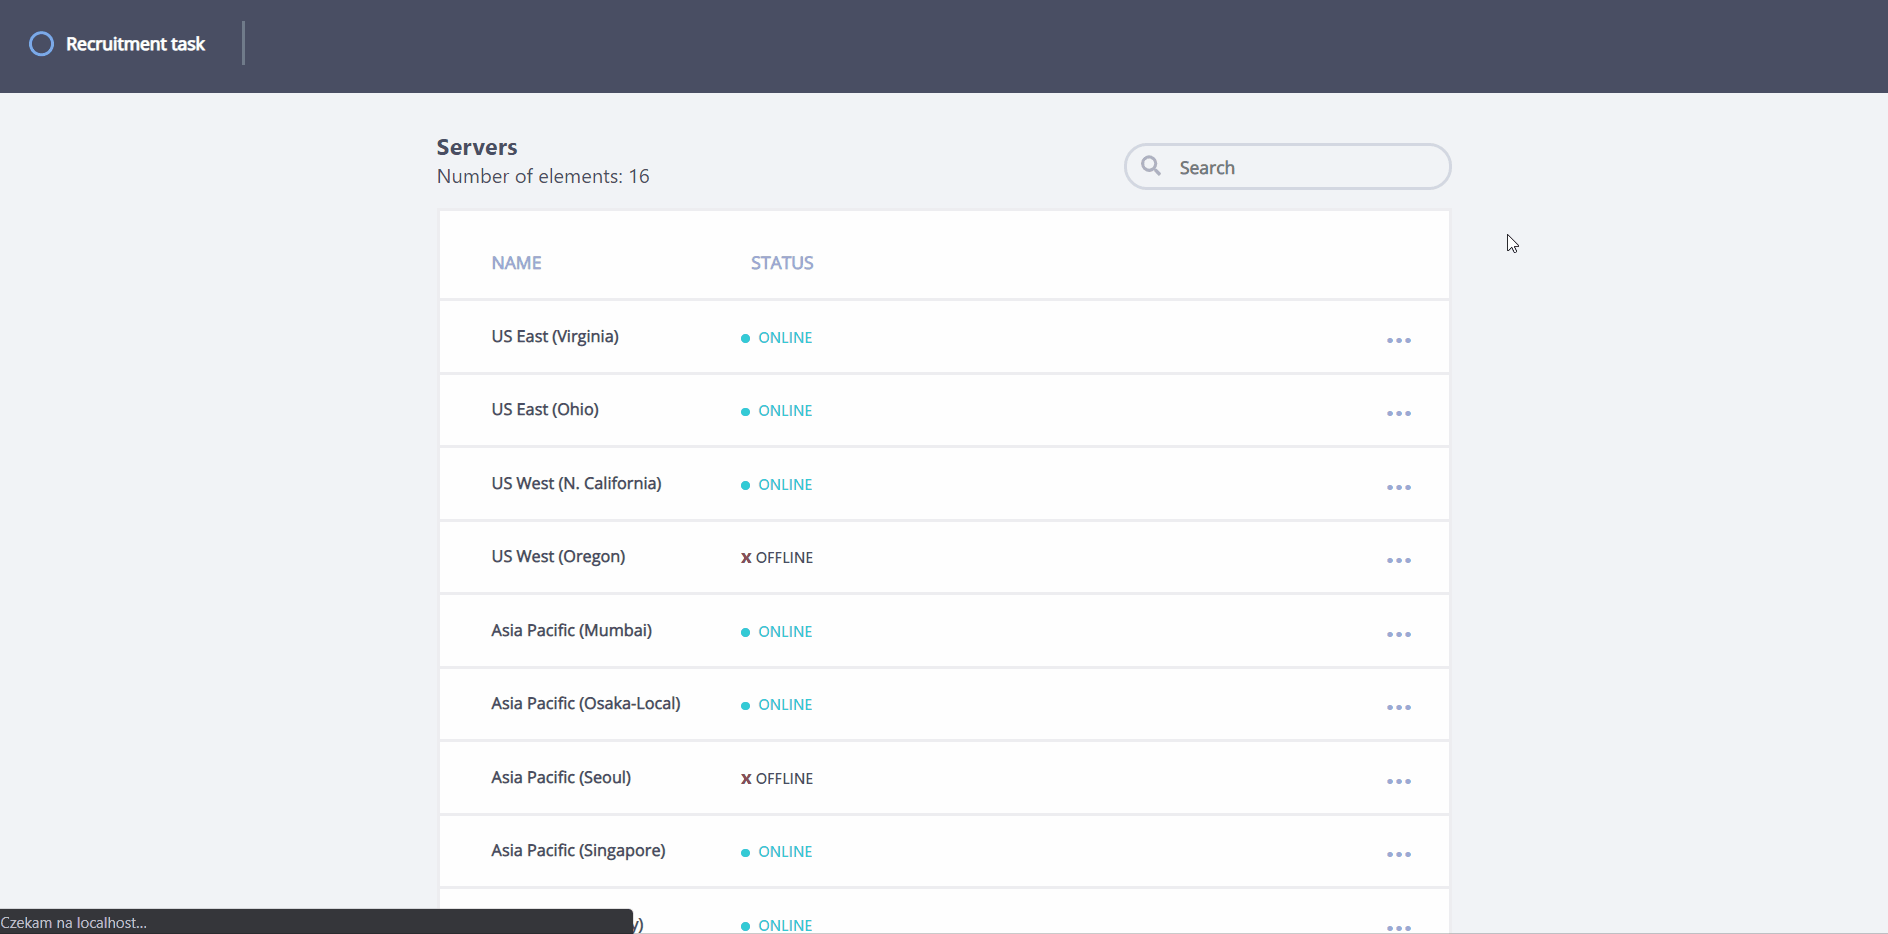 Recruitment task
Servers
Number of elements: 16
Search
NAME STATUS
US East (Virginia) ONLINE
US East (Ohio) ONLINE
US West (N. California) ONLINE
US West (Oregon) x OFFLINE
Asia Pacific (Mumbai) ONLINE
Asia Pacific (Osaka-Local) ONLINE
Asia Pacific (Seoul) x OFFLINE
Asia Pacific (Singapore) ONLINE
ONLINE
Czekam na localhost...